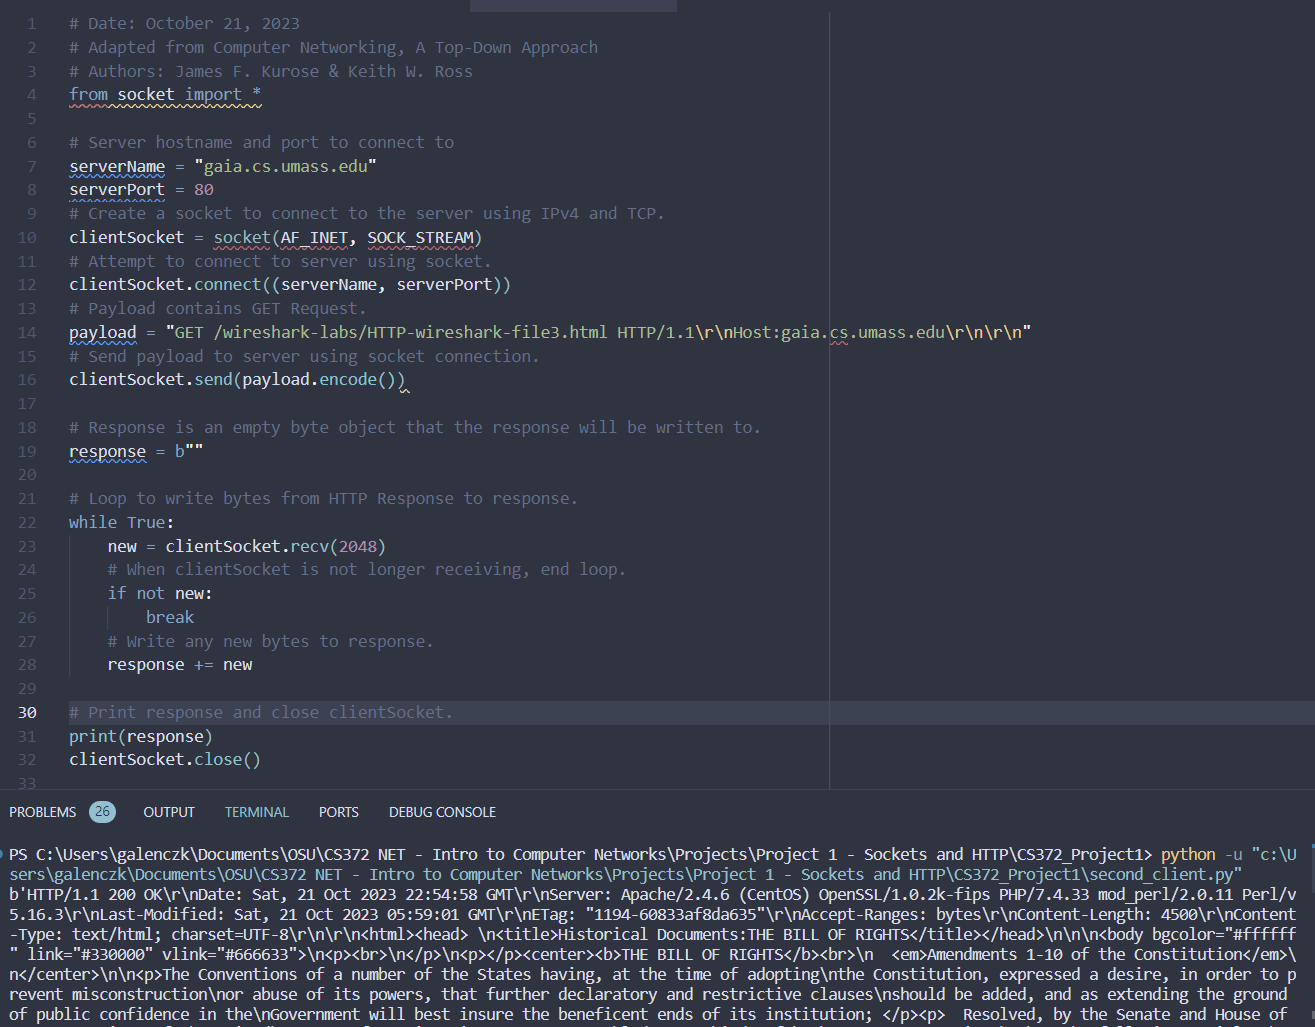 1 # Date: October 21, 2023
2 # Adapted from Computer Networking, A Top-Down Approach
3 # Authors: James F. Kurose & Keith W. Ross
4 from socket import *
5
6 # Server hostname and port to connect to
7 serverName = "gaia.cs.umass.edu"
8 serverPort = 80
9 # Create a socket to connect to the server using IPv4 and TCP.
10 clientSocket = socket(AF_INET, SOCK_STREAM)
11 # Attempt to connect to server using socket.
12 clientSocket.connect((serverName, serverPort))
13 # Payload contains GET Request.
14 payload = "GET /wireshark-labs/HTTP-wireshark-file3.html HTTP/1.1\r\nHost:gaia.cs.umass.edu\r\n\r\n"
15 # Send payload to server using socket connection.
16 clientSocket.send(payload.encode())
17
18 # Response is an empty byte object that the response will be written to.
19 response = b""
20
21 # Loop to write bytes from HTTP Response to response.
22 while True:
23     new = clientSocket.recv(2048)
24     # When clientSocket is not longer receiving, end loop.
25     if not new:
26         break
27     # Write any new bytes to response.
28     response += new
29
30 # Print response and close clientSocket.
31 print(response)
32 clientSocket.close()
33
PROBLEMS 26 OUTPUT TERMINAL PORTS DEBUG CONSOLE
PS C:\Users\galenczk\Documents\OSU\CS372 NET - Intro to Computer Networks\Projects\Project 1 - Sockets and HTTP\CS372_Project1> python -u "c:\U
sers\galenczk\Documents\OSU\CS372 NET - Intro to Computer Networks\Projects\Project 1 - Sockets and HTTP\CS372_Project1\second_client.py"
b'HTTP/1.1 200 OK\r\nDate: Sat, 21 Oct 2023 22:54:58 GMT\r\nServer: Apache/2.4.6 (CentOS) OpenSSL/1.0.2k-fips PHP/7.4.33 mod_perl/2.0.11 Perl/v
5.16.3\r\nLast-Modified: Sat, 21 Oct 2023 05:59:01 GMT\r\nETag: "1194-60833af8da635"\r\nAccept-Ranges: bytes\r\nContent-Length: 4500\r\nContent
-Type: text/html; charset=UTF-8\r\n\r\n<html><head> \n<title>Historical Documents:THE BILL OF RIGHTS</title></head>\n\n\n<body bgcolor="#ffffff
" link="#330000" vlink="#666633">\n<p><br>\n</p>\n<p></p><center><b>THE BILL OF RIGHTS</b><br>\n  <em>Amendments 1-10 of the Constitution</em>\
n</center>\n\n<p>The Conventions of a number of the States having, at the time of adopting\nthe Constitution, expressed a desire, in order to p
revent misconstruction\nor abuse of its powers, that further declaratory and restrictive clauses\nshould be added, and as extending the ground
of public confidence in the\nGovernment will best insure the beneficent ends of its institution; </p><p>  Resolved, by the Senate and House of